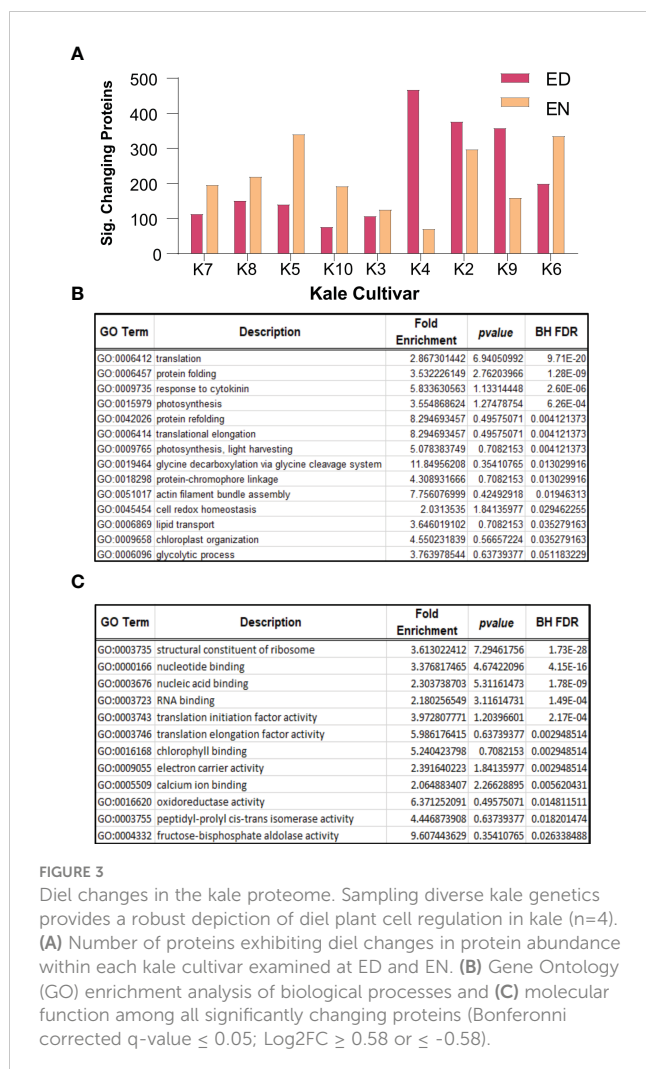 A
ED
EN
Sig. Changing Proteins
500
400
300
200
100
0
K7 K8 K5 K10 K3 K4 K2 K9 K6
Kale Cultivar
B
GO Term Description Fold Enrichment pvalue BH FDR
GO:0006412 translation 2.867301442 6.94050992 9.71E-20
GO:0006457 protein folding 3.532226149 2.76203966 1.28E-09
GO:0009735 response to cytokinin 5.833630563 1.13314448 2.60E-06
GO:0015979 photosynthesis 3.554868624 1.27478754 6.26E-04
GO:0042026 protein refolding 8.294693457 0.49575071 0.004121373
GO:0006414 translational elongation 8.294693457 0.49575071 0.004121373
GO:0009765 photosynthesis, light harvesting 5.078383749 0.7082153 0.004121373
GO:0019464 glycine decarboxylation via glycine cleavage system 11.84956208 0.35410765 0.013029916
GO:0018298 protein-chromophore linkage 4.308931666 0.7082153 0.013029916
GO:0051017 actin filament bundle assembly 7.756076999 0.42492918 0.01946313
GO:0045454 cell redox homeostasis 2.0313535 1.84135977 0.029462255
GO:0006869 lipid transport 3.646019102 0.7082153 0.035279163
GO:0009658 chloroplast organization 4.550231839 0.56657224 0.035279163
GO:0006096 glycolytic process 3.763978544 0.63739377 0.051183229
C
GO Term Description Fold Enrichment pvalue BH FDR
GO:0003735 structural constituent of ribosome 3.613022412 7.29461756 1.73E-28
GO:0000166 nucleotide binding 3.376817465 4.67422096 4.15E-16
GO:0003676 nucleic acid binding 2.303738703 5.31161473 1.78E-09
GO:0003723 RNA binding 2.180256549 3.11614731 1.49E-04
GO:0003743 translation initiation factor activity 3.972807771 1.20396601 2.17E-04
GO:0003746 translation elongation factor activity 5.986176415 0.63739377 0.002948514
GO:0016168 chlorophyll binding 5.240423798 0.7082153 0.002948514
GO:0009055 electron carrier activity 2.391640223 1.84135977 0.002948514
GO:0005509 calcium ion binding 2.064883407 2.26628895 0.005620431
GO:0016620 oxidoreductase activity 6.371252091 0.49575071 0.014811511
GO:0003755 peptidyl-prolyl cis-trans isomerase activity 4.446873908 0.63739377 0.018201474
GO:0004332 fructose-bisphosphate aldolase activity 9.607443629 0.35410765 0.026338488
FIGURE 3
Diel changes in the kale proteome. Sampling diverse kale genetics
provides a robust depiction of diel plant cell regulation in kale (n=4).
(A) Number of proteins exhibiting diel changes in protein abundance
within each kale cultivar examined at ED and EN. (B) Gene Ontology
(GO) enrichment analysis of biological processes and (C) molecular
function among all significantly changing proteins (Bonferonni
corrected q-value ≤ 0.05; Log2FC ≥ 0.58 or ≤ -0.58).